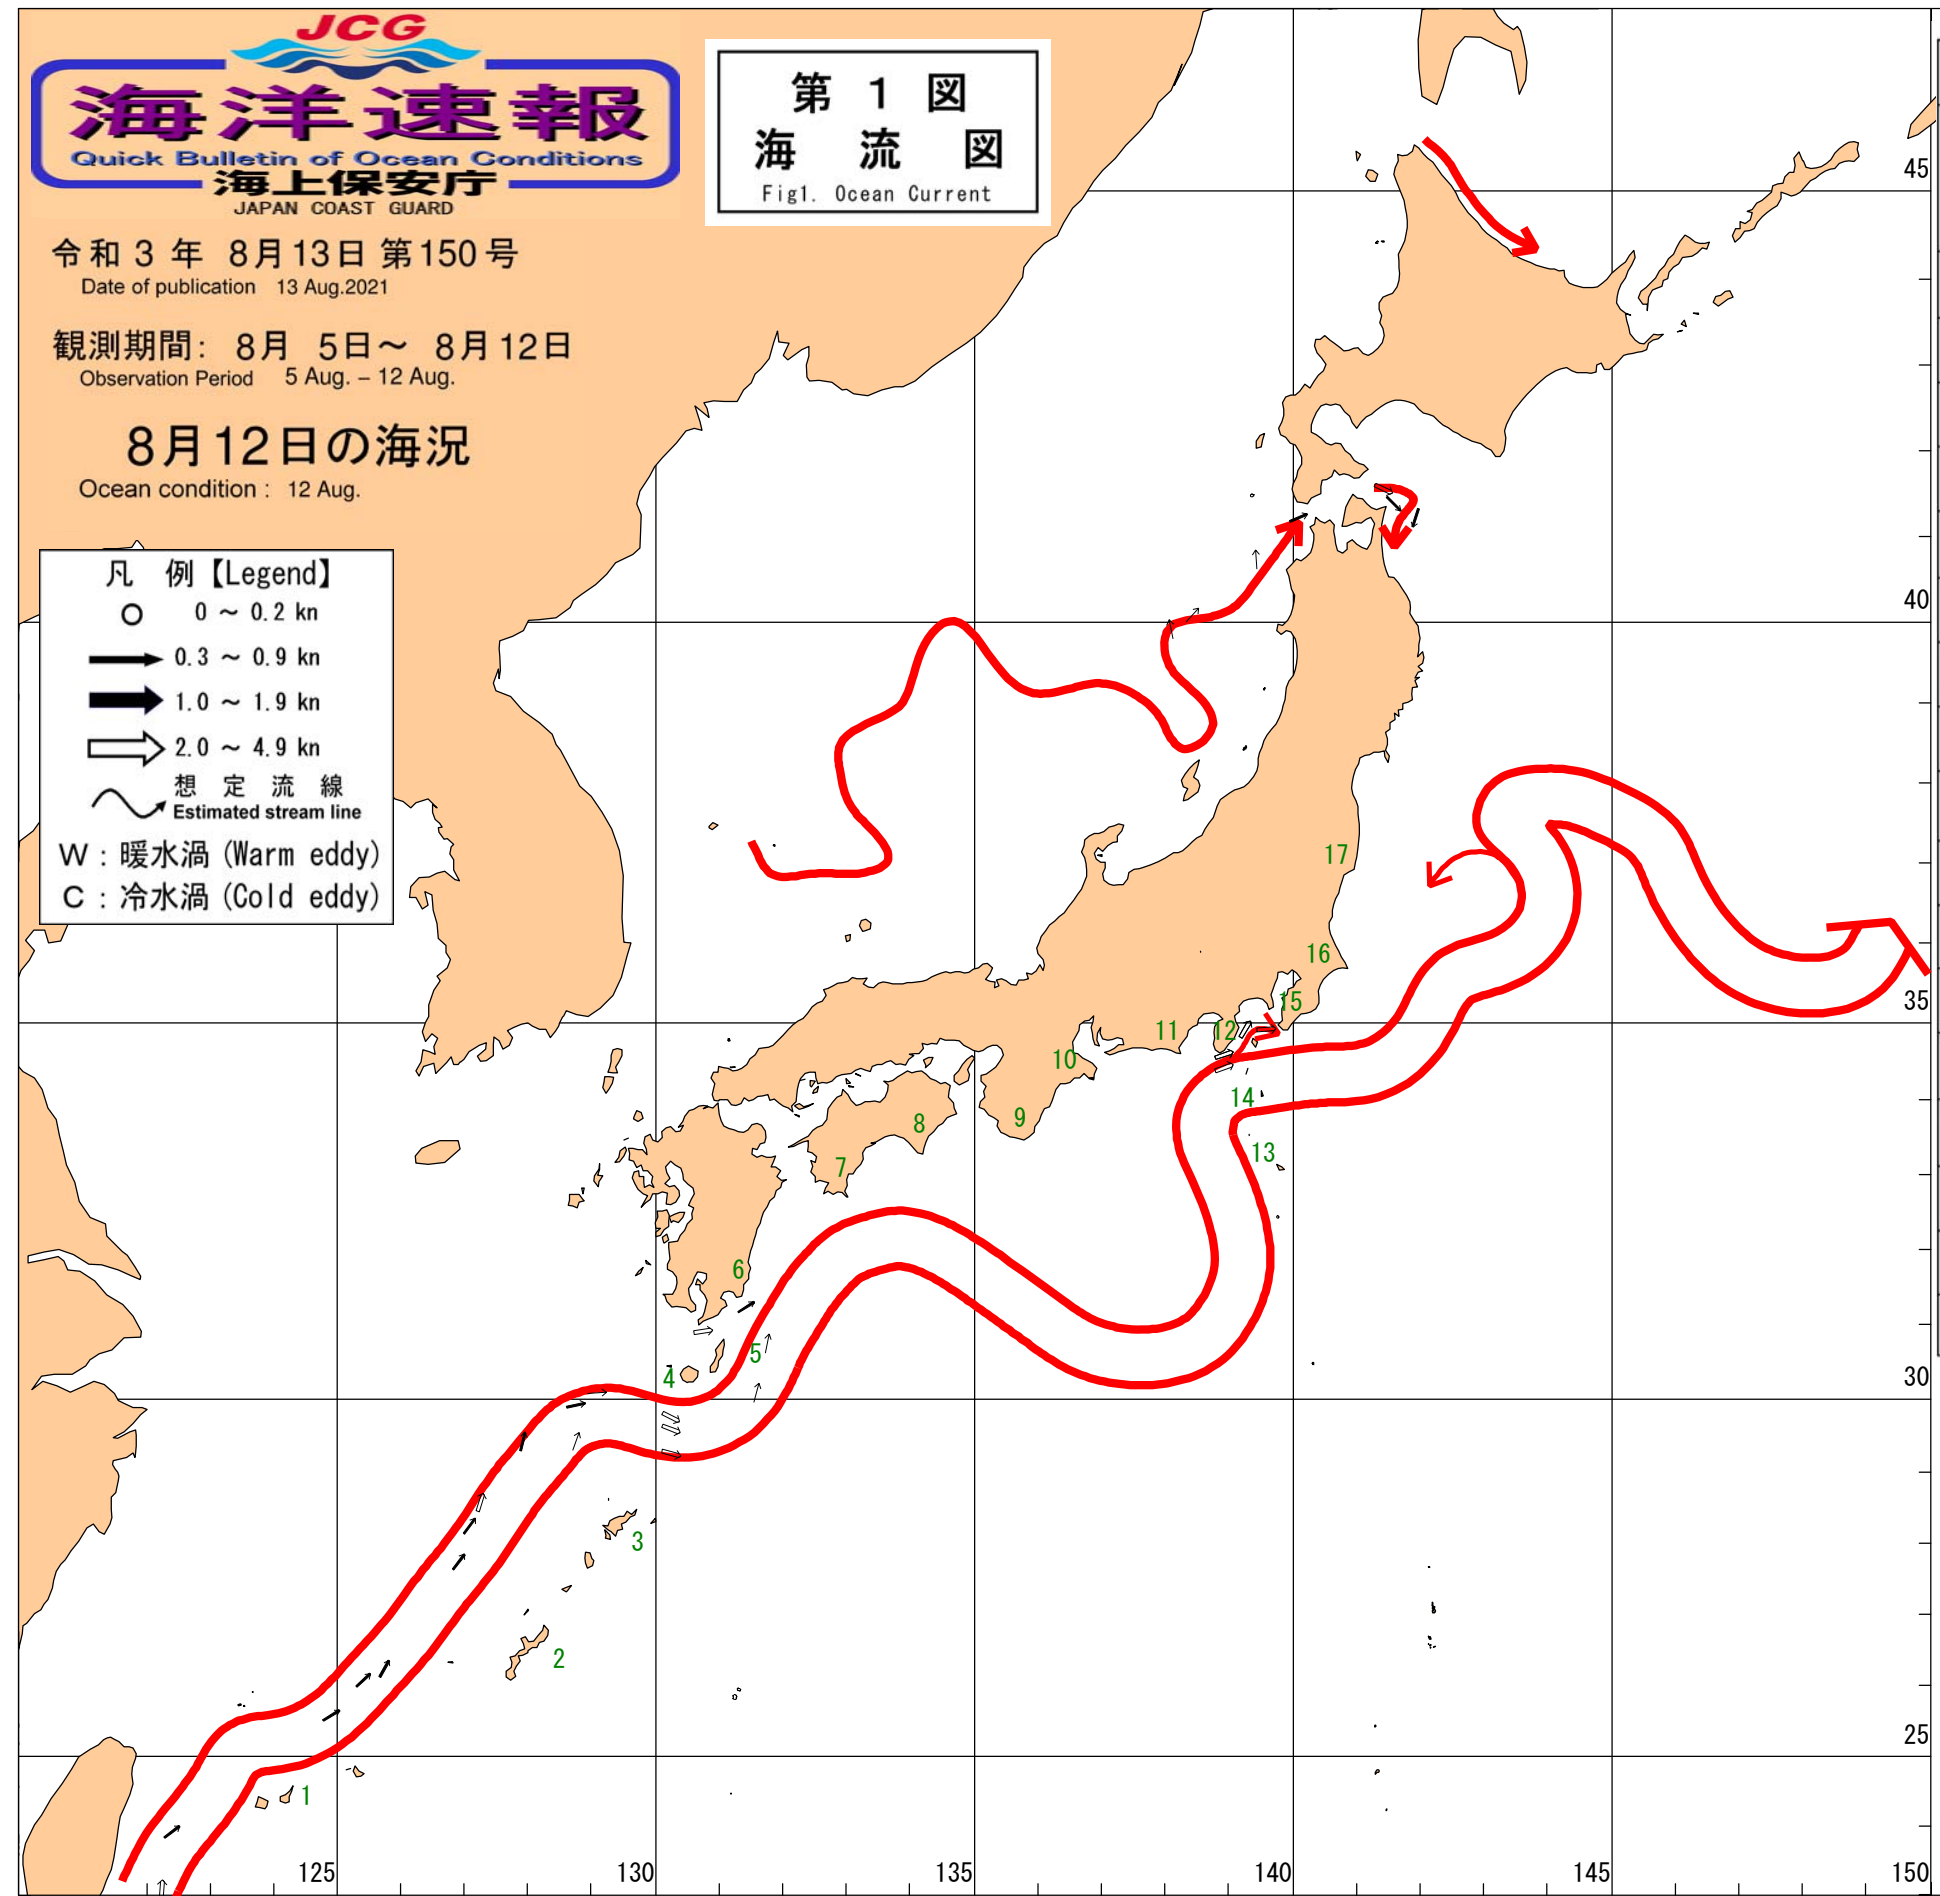 JCG
海洋速報
Quick Bulletin of Ocean Conditions
海上保安庁
JAPAN COAST GUARD
第 1 図
海 流 図
Fig1. Ocean Current
令和 3 年 8月13日 第150号
Date of publication 13 Aug.2021
観測期間: 8月 5日～ 8月12日
Observation Period 5 Aug. – 12 Aug.
8月12日の海況
Ocean condition : 12 Aug.
凡 例【Legend】
0 ～ 0.2 kn
0.3 ～ 0.9 kn
1.0 ～ 1.9 kn
2.0 ～ 4.9 kn
想 定 流 線
Estimated stream line
W : 暖水渦 (Warm eddy)
C : 冷水渦 (Cold eddy)
45
40
17
16
35
15
12
11
10
14
9
8
13
7
6
5
4
30
3
2
25
1
125
130
135
140
145
150